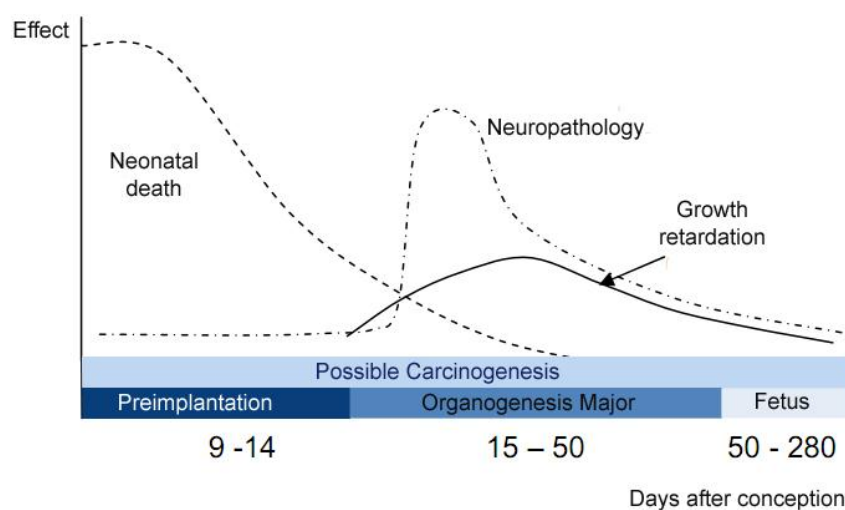 Effect
Neonatal
death
Neuropathology
Growth
retardation
Possible Carcinogenesis
Preimplantation
Organogenesis Major
Fetus
9 -14
15 – 50
50 - 280
Days after conception